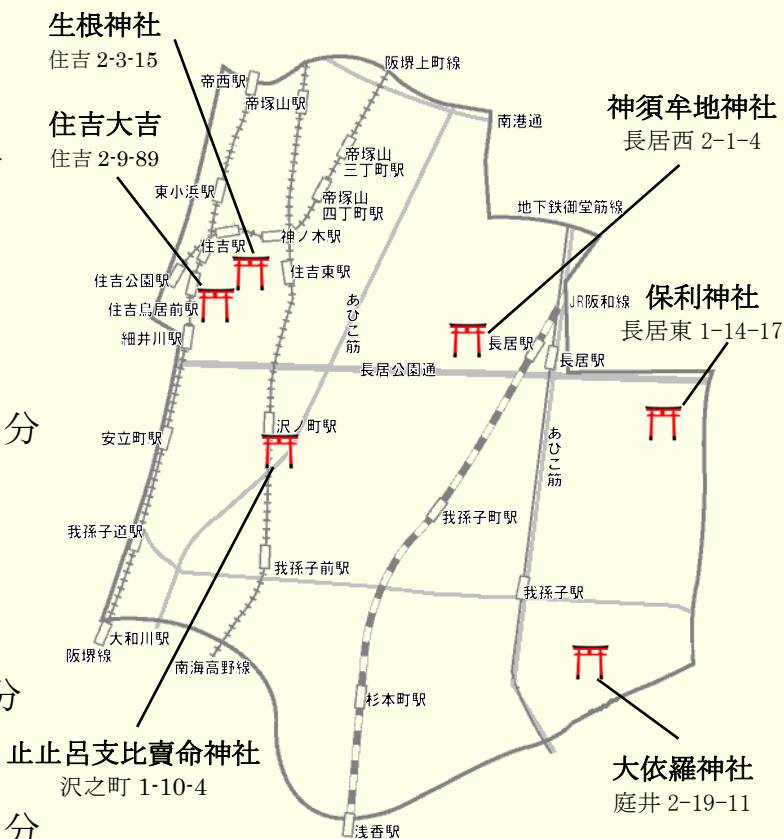 生根神社
住吉 2-3-15
阪堺上町線
帝西駅
帝塚山駅
南港通
神須牟地神社
長居西 2-1-4
住吉大吉
住吉 2-9-89
帝塚山
三丁町駅
帝塚山
四丁町駅
東小浜駅
地下鉄御堂筋線
住吉駅
神ノ木駅
住吉公園駅
住吉東駅
住吉鳥居前駅
あひこ筋
JR阪和線
保利神社
長居東 1-14-17
細井川駅
長居駅
長居駅
長居公園通
分
沢ノ町駅
安立町駅
あひこ筋
我孫子町駅
我孫子道駅
我孫子前駅
我孫子駅
大和川駅
阪堺線
南海高野線
分
杉本町駅
止止呂支比賣命神社
沢之町 1-10-4
大依羅神社
庭井 2-19-11
分
浅香駅